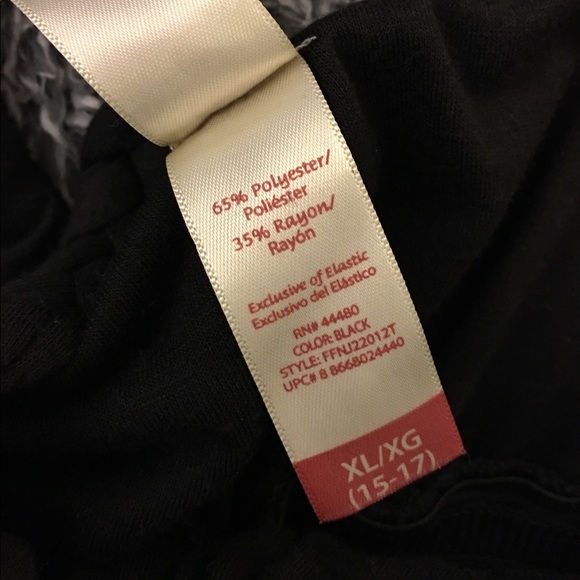 65% Polyester/
Poliéster
35% Rayon/
Rayón
Exclusive of Elastic
Exclusivo del Elástico
RN# 44480
COLOR: BLACK
STYLE: FFNJ22012T
UPC# 8 8668024440
XL/XG
(15-17)